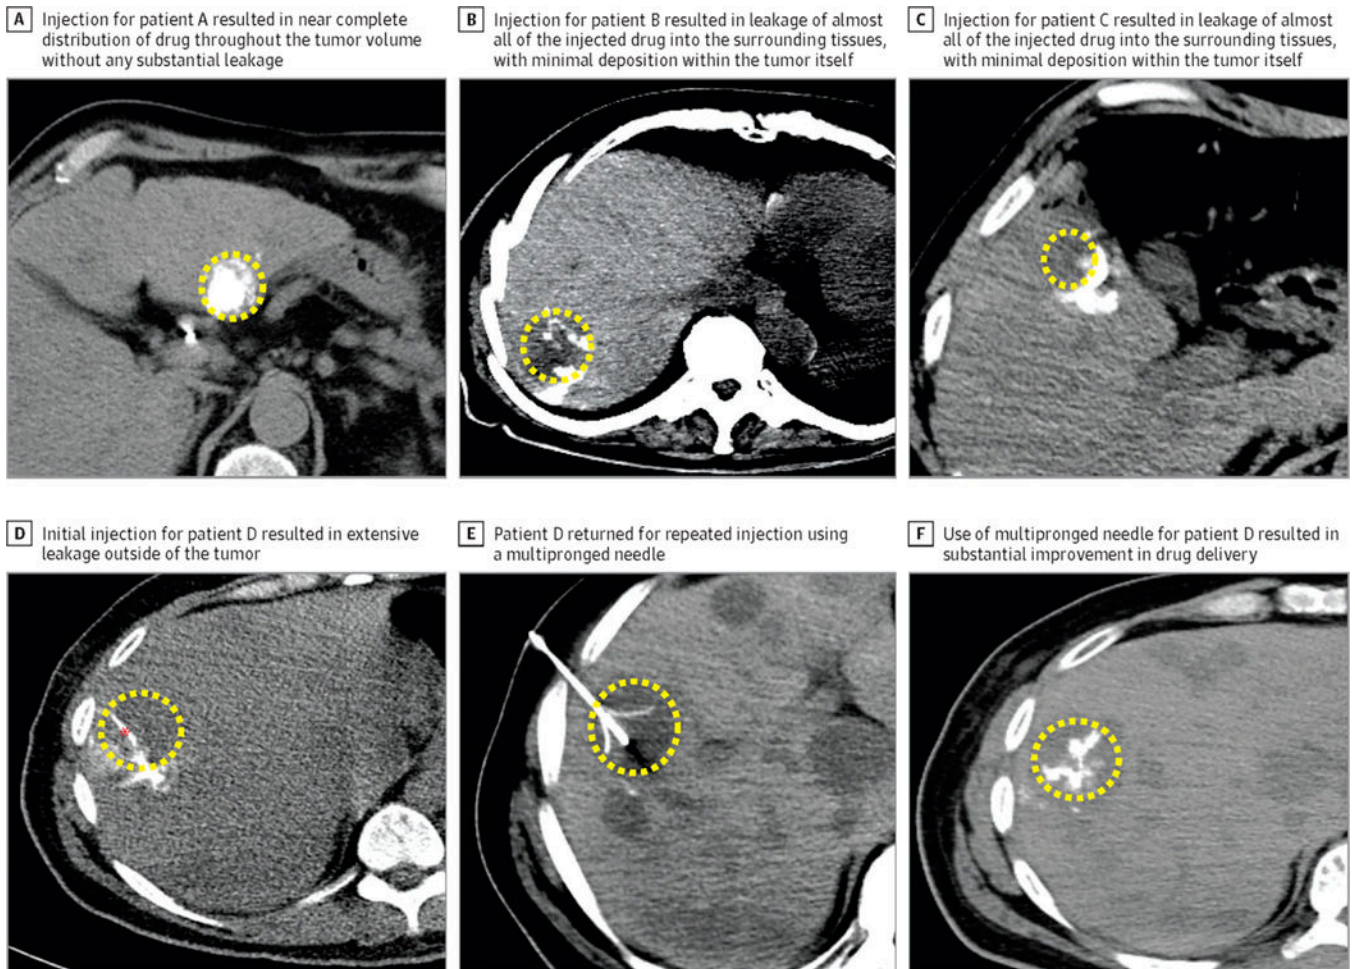 A Injection for patient A resulted in near complete
distribution of drug throughout the tumor volume
without any substantial leakage
B Injection for patient B resulted in leakage of almost
all of the injected drug into the surrounding tissues,
with minimal deposition within the tumor itself
C Injection for patient C resulted in leakage of almost
all of the injected drug into the surrounding tissues,
with minimal deposition within the tumor itself
D Initial injection for patient D resulted in extensive
leakage outside of the tumor
E Patient D returned for repeated injection using
a multipronged needle
F Use of multipronged needle for patient D resulted in
substantial improvement in drug delivery
*